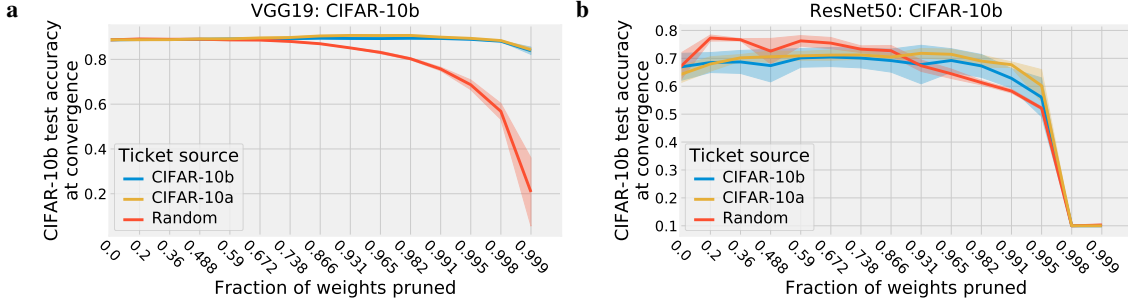 a
VGG19: CIFAR-10b
CIFAR-10b test accuracy
at convergence
0.8
0.6
0.4
0.2
Ticket source
CIFAR-10b
CIFAR-10a
Random
0.0 0.2 0.36 0.488 0.59 0.672 0.738 0.866 0.931 0.965 0.982 0.991 0.995 0.998 0.999
Fraction of weights pruned
b
ResNet50: CIFAR-10b
CIFAR-10b test accuracy
at convergence
0.8
0.7
0.6
0.5
0.4
0.3
0.2
0.1
Ticket source
CIFAR-10b
CIFAR-10a
Random
0.0 0.2 0.36 0.488 0.59 0.672 0.738 0.866 0.931 0.965 0.982 0.991 0.995 0.998 0.999
Fraction of weights pruned